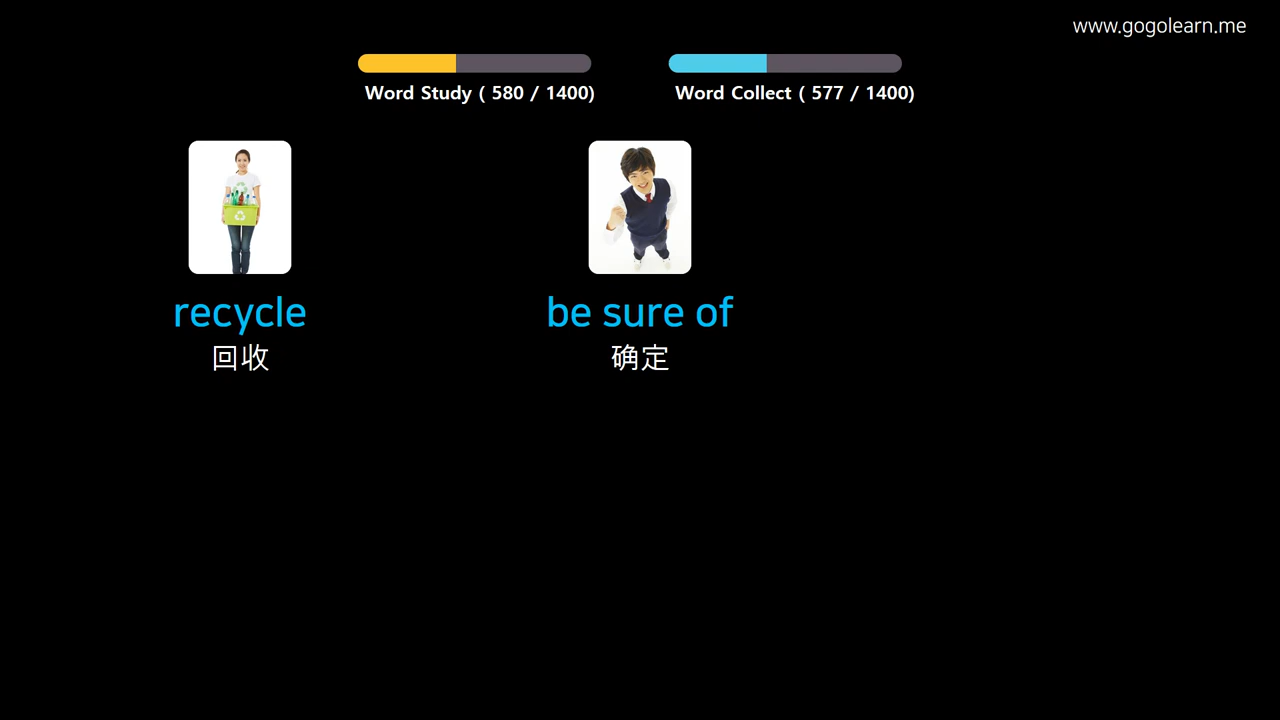 www.gogolearn.me
Word Study ( 580 / 1400)
Word Collect ( 577 / 1400)
recycle
回收
be sure of
确定